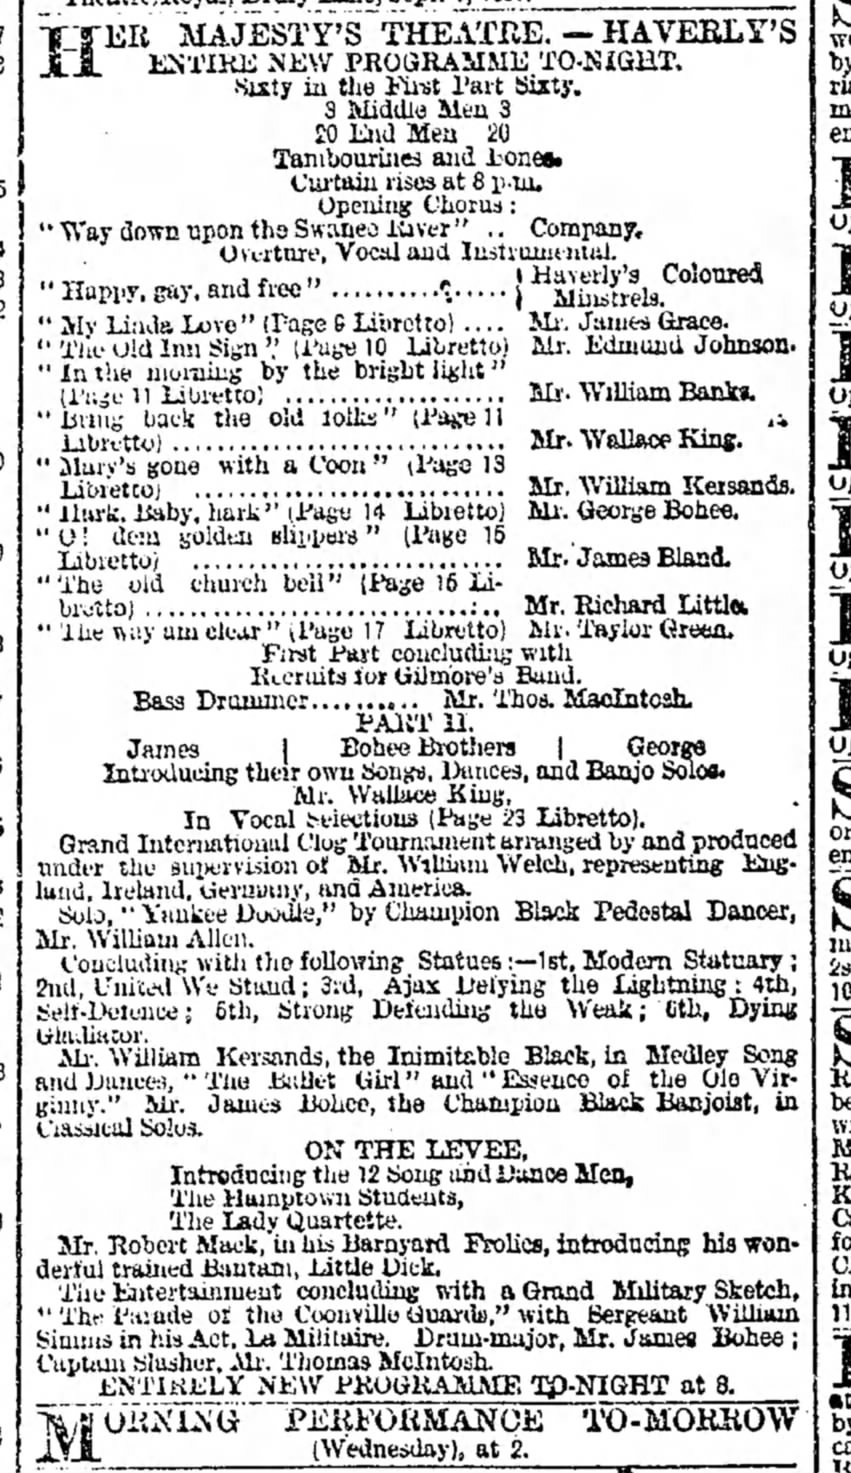 HER MAJESTY'S THEATRE. — HAVERLY'S
ENTIRE NEW PROGRAMME TO-NIGHT.
Sixty in the First Part Sixty.
3 Middle Men 3
20 End Men 20
Tambourines and Bones.
Curtain rises at 8 p.m.
Opening Chorus:
"Way down upon the Swanee River" .. Company.
Overture, Vocal and Instrumental.
"Happy, gay, and free" ................ { Haverly's Coloured
Minstrels.
"My Linda Love" (Page 6 Libretto) .... Mr. James Grace.
"The Old Inn Sign" (Page 10 Libretto) Mr. Edmund Johnson.
"In the morning by the bright light"
(Page 11 Libretto) .................... Mr. William Banks.
"Bring back the old folks" (Page 11
Libretto) .............................. Mr. Wallace King.
"Mary's gone with a Coon" (Page 13
Libretto) ............................ Mr. William Kersands.
"Hark, Baby, hark" (Page 14 Libretto) Mr. George Bohee.
"O! dem golden slippers" (Page 15
Libretto) ............................ Mr. James Bland.
"The old church bell" (Page 16 Li-
bretto) ................................ Mr. Richard Little.
"The way am clear" (Page 17 Libretto) Mr. Taylor Green.
First Part concluding with
Recruits for Gilmore's Band.
Bass Drummer.......... Mr. Thos. MacIntosh.
PART II.
James | Bohee Brothers | George
Introducing their own Songs, Dances, and Banjo Solos.
Mr. Wallace King,
In Vocal Selections (Page 23 Libretto).
Grand International Clog Tournament arranged by and produced
under the supervision of Mr. William Welch, representing Eng-
land, Ireland, Germany, and America.
Solo, "Yankee Doodle," by Champion Black Pedestal Dancer,
Mr. William Allen.
Concluding with the following Statues:—1st, Modern Statuary;
2nd, United We Stand; 3rd, Ajax Defying the Lightning; 4th,
Self-Defence; 5th, Strong Defending the Weak; 6th, Dying
Gladiator.
Mr. William Kersands, the Inimitable Black, in Medley Song
and Dances, "The Ballet Girl" and "Essence of the Ole Vir-
ginny." Mr. James Bohee, the Champion Black Banjoist, in
Classical Solos.
ON THE LEVEE,
Introducing the 12 Song and Dance Men,
The Hamptown Students,
The Lady Quartette.
Mr. Robert Mack, in his Barnyard Frolics, introducing his won-
derful trained Bantam, Little Dick.
The Entertainment concluding with a Grand Military Sketch,
"The Parade of the Coonville Guards," with Sergeant William
Simms in his Act, La Militaire. Drum-major, Mr. James Bohee;
Captain Slasher, Mr. Thomas McIntosh.
ENTIRELY NEW PROGRAMME TO-NIGHT at 8.
MORNING PERFORMANCE TO-MORROW
(Wednesday), at 2.